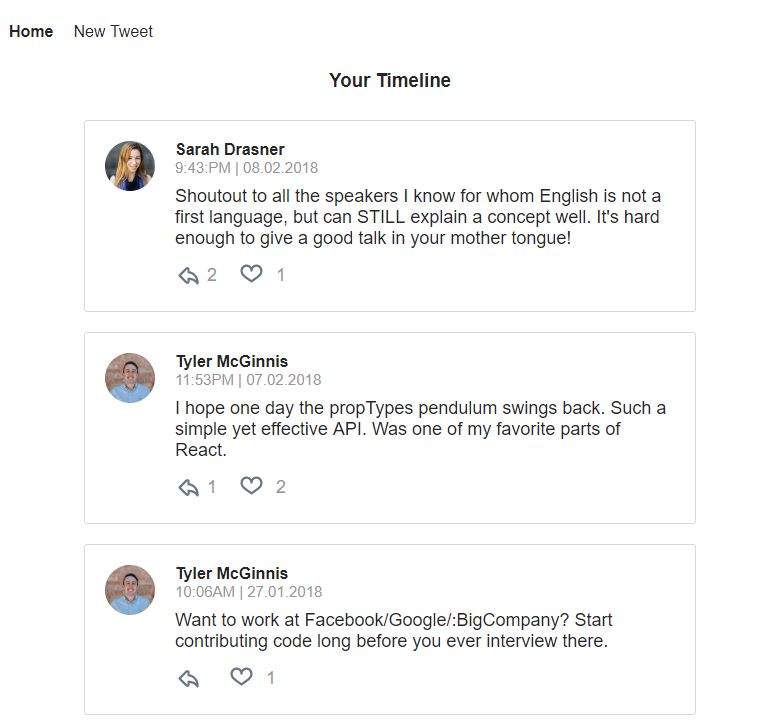 Home New Tweet
Your Timeline
Sarah Drasner
9:43:PM | 08.02.2018
Shoutout to all the speakers I know for whom English is not a
first language, but can STILL explain a concept well. It's hard
enough to give a good talk in your mother tongue!
2 1
Tyler McGinnis
11:53PM | 07.02.2018
I hope one day the propTypes pendulum swings back. Such a
simple yet effective API. Was one of my favorite parts of
React.
1 2
Tyler McGinnis
10:06AM | 27.01.2018
Want to work at Facebook/Google/:BigCompany? Start
contributing code long before you ever interview there.
1